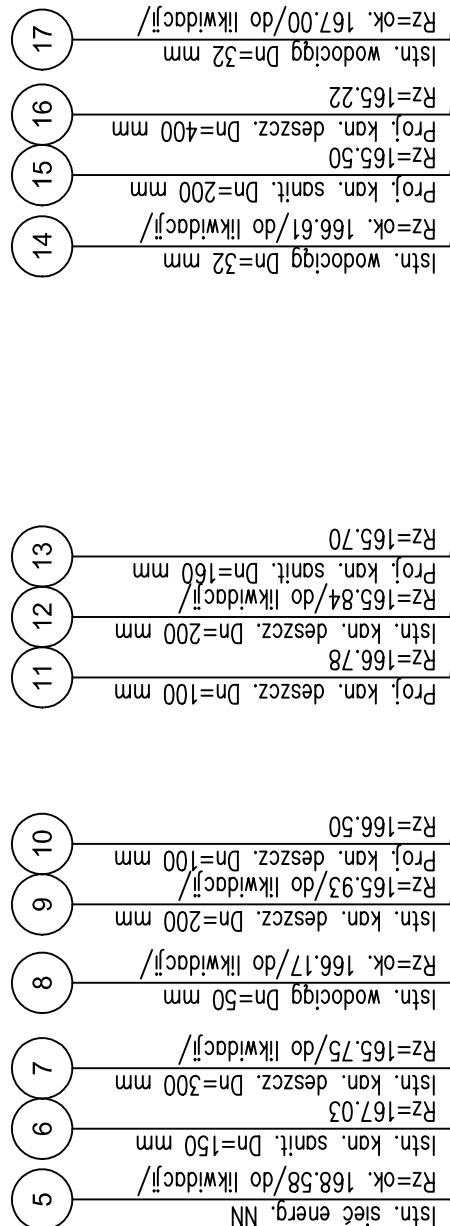 5
Istn. sieć energ. NN
Rz=ok. 168.58/do likwidacji/
6
Istn. kan. sanit. Dn=150 mm
Rz=167.03
7
Istn. kan. deszcz. Dn=300 mm
Rz=165.75/do likwidacji/
8
Istn. wodociąg Dn=50 mm
Rz=ok. 166.17/do likwidacji/
9
Istn. kan. deszcz. Dn=200 mm
Rz=165.93/do likwidacji/
10
Proj. kan. deszcz. Dn=100 mm
Rz=166.50
11
Proj. kan. deszcz. Dn=100 mm
Rz=166.78
12
Istn. kan. deszcz. Dn=200 mm
Rz=165.84/do likwidacji/
13
Proj. kan. sanit. Dn=160 mm
Rz=165.70
14
Istn. wodociąg Dn=32 mm
Rz=ok. 166.61/do likwidacji/
15
Proj. kan. sanit. Dn=200 mm
Rz=165.50
16
Proj. kan. deszcz. Dn=400 mm
Rz=165.22
17
Istn. wodociąg Dn=32 mm
Rz=ok. 167.00/do likwidacji/